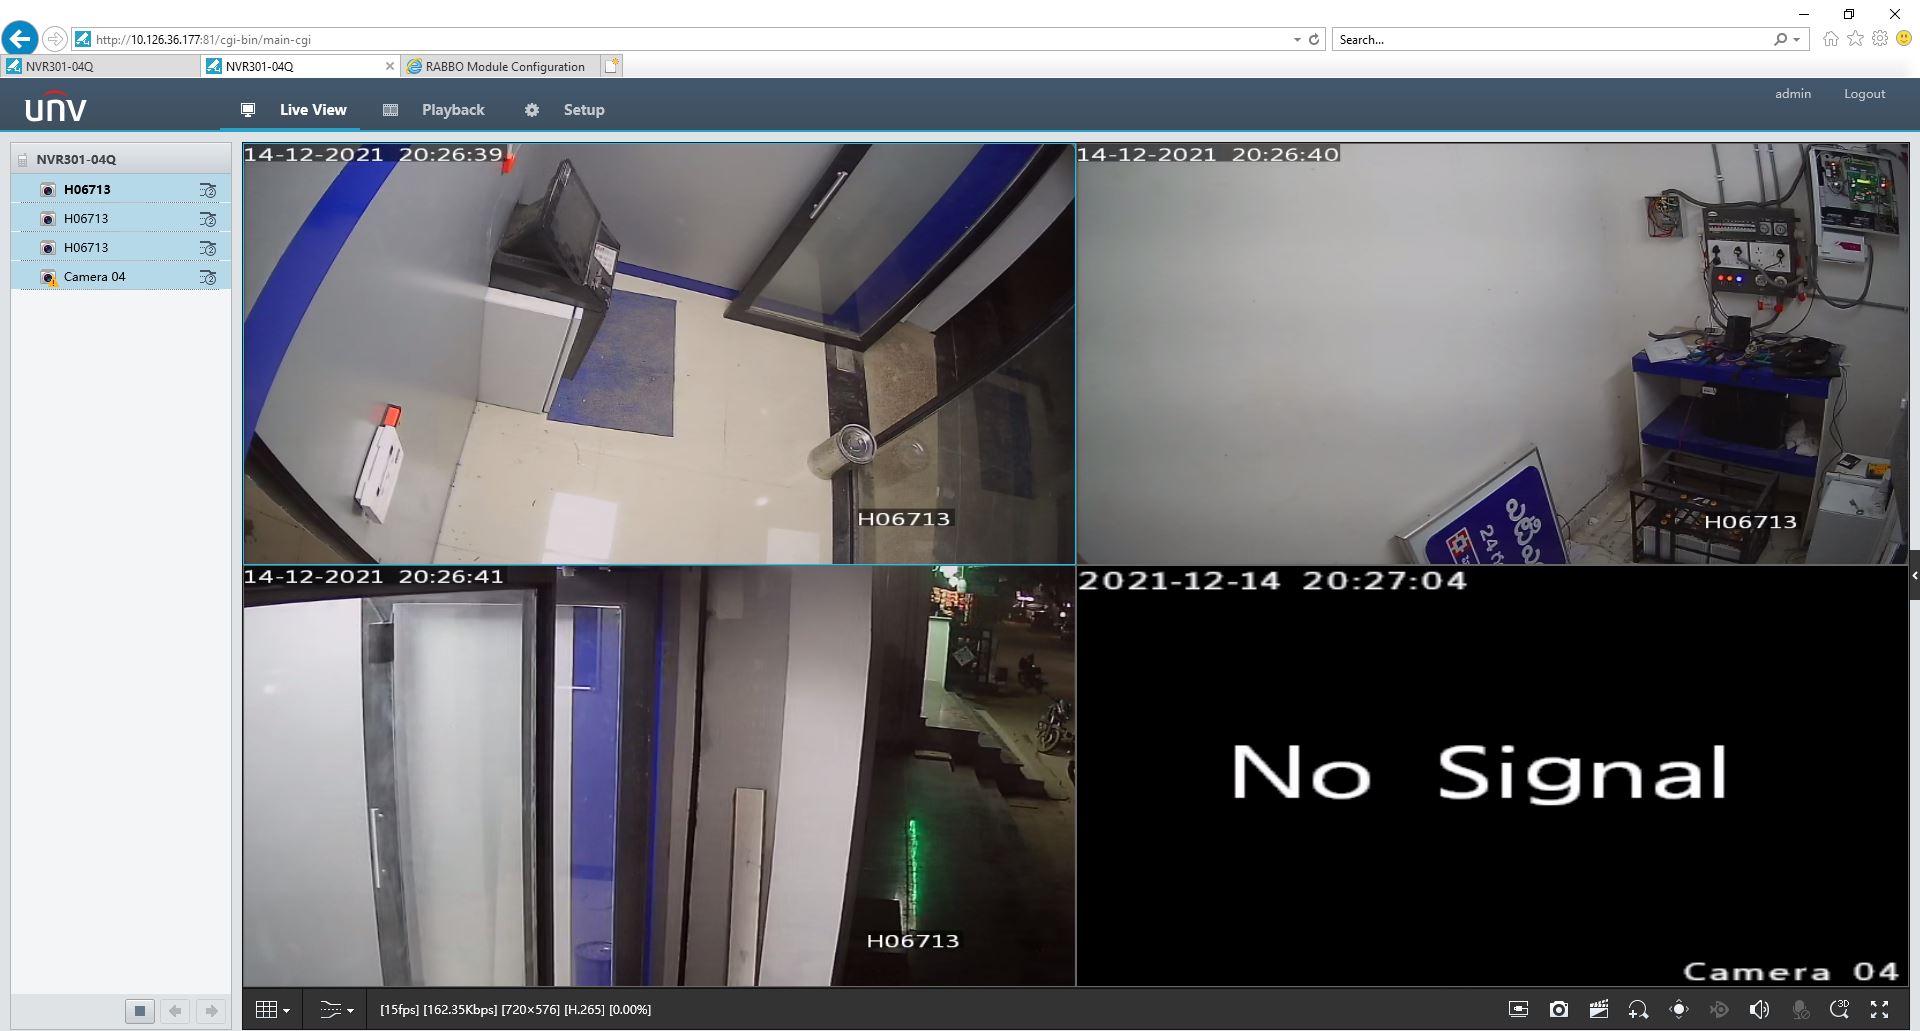 http://10.126.36.177:81/cgi-bin/main-cgi
Search...
NVR301-04Q
NVR301-04Q
RABBO Module Configuration
unv
Live View
Playback
Setup
admin
Logout
NVR301-04Q
H06713
H06713
H06713
Camera 04
14-12-2021 20:26:39
H06713
14-12-2021 20:26:40
24
H06713
14-12-2021 20:26:41
H06713
2021-12-14 20:27:04
No Signal
Camera 04
[15fps] [162.35Kbps] [720×576] [H.265] [0.00%]
3D